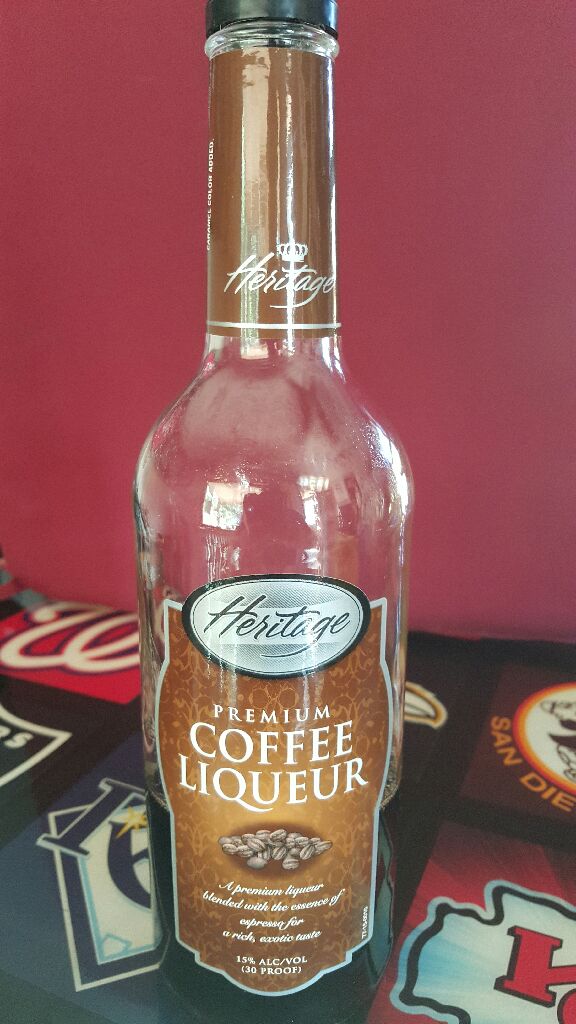 CARAMEL COLOR ADDED.
Heritage
Heritage
PREMIUM
COFFEE
LIQUEUR
A premium liqueur
blended with the essence of
espresso for
a rich, exotic taste
15% ALC/VOL
(30 PROOF)
SAN DIE